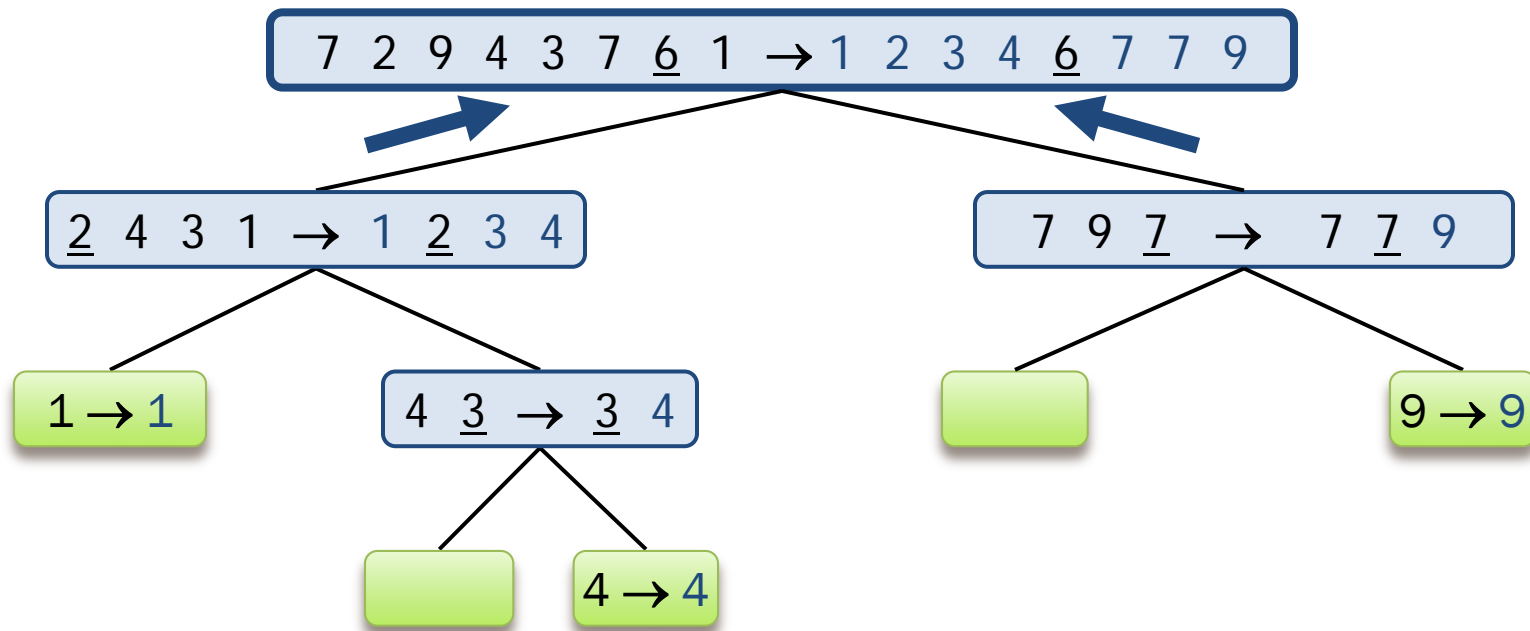 7 2 9 4 3 7 6 1 → 1 2 3 4 6 7 7 9
2 4 3 1 → 1 2 3 4
7 9 7 → 7 7 9
1 → 1
4 3 → 3 4
9 → 9
4 → 4